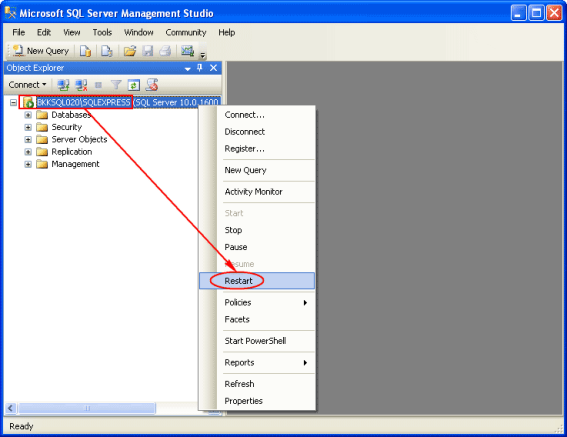 Microsoft SQL Server Management Studio
File Edit View Tools Window Community Help
New Query
Object Explorer
Connect
BKKSQL020\SQLEXPRESS (SQL Server 10.0.1600
Databases
Security
Server Objects
Replication
Management
Connect...
Disconnect
Register...
New Query
Activity Monitor
Start
Stop
Pause
Resume
Restart
Policies
Facets
Start PowerShell
Reports
Refresh
Properties
Ready